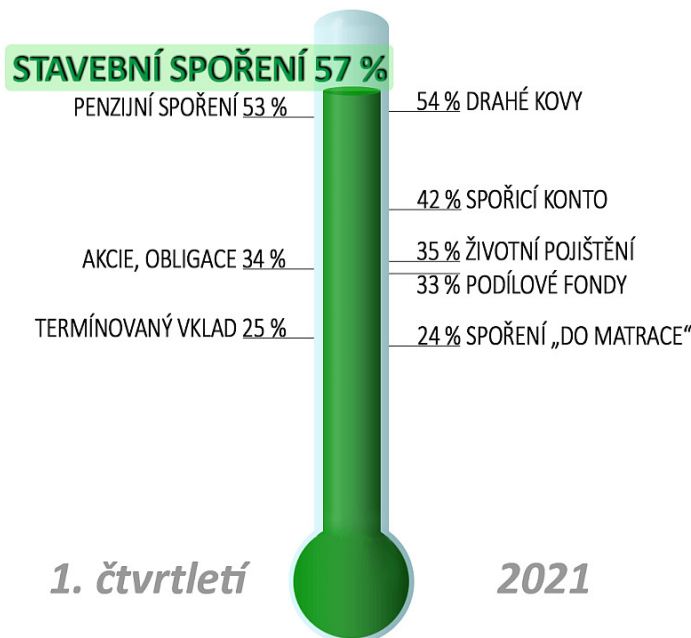 STAVEBNÍ SPOŘENÍ 57 %
PENZIJNÍ SPOŘENÍ 53 %
54 % DRAHÉ KOVY
42 % SPOŘICÍ KONTO
AKCIE, OBLIGACE 34 %
35 % ŽIVOTNÍ POJIŠTĚNÍ
33 % PODÍLOVÉ FONDY
TERMÍNOVANÝ VKLAD 25 %
24 % SPOŘENÍ „DO MATRACE“
1. čtvrtletí 2021